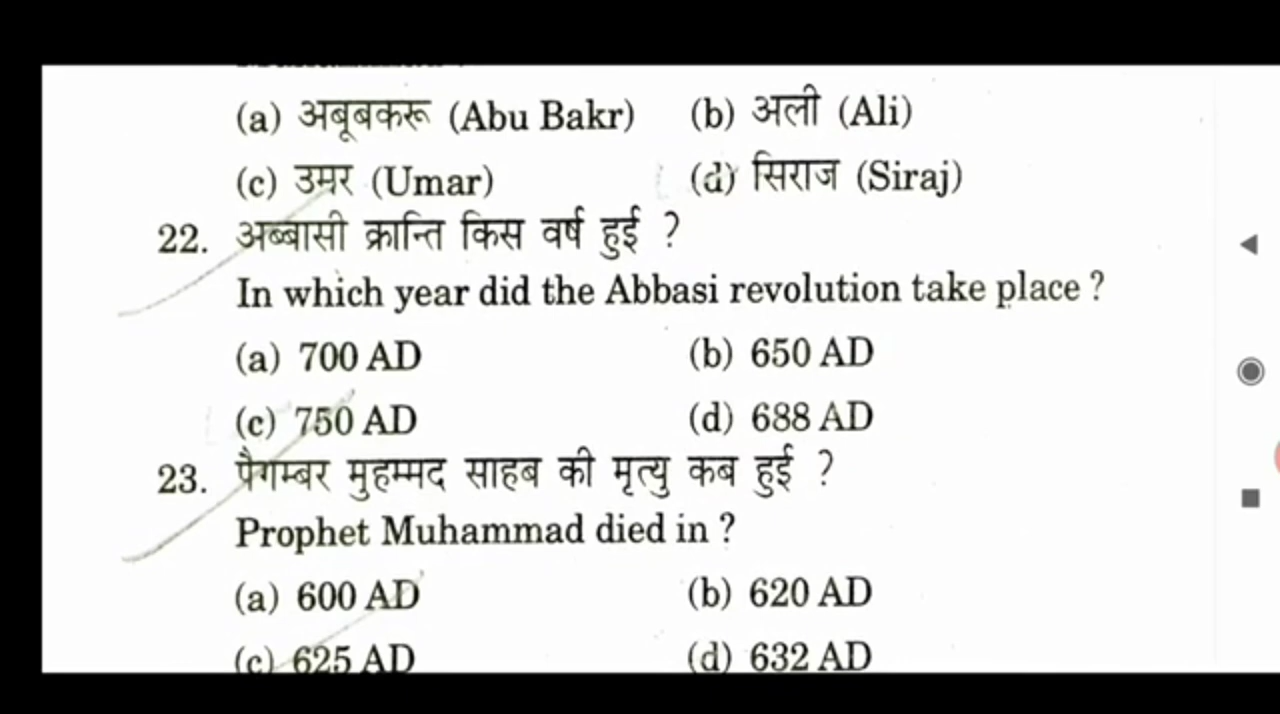 (a) अबूबकरू (Abu Bakr) (b) अली (Ali)
(c) उमर (Umar) (d) सिराज (Siraj)
22. अब्बासी क्रान्ति किस वर्ष हुई ?
In which year did the Abbasi revolution take place ?
(a) 700 AD (b) 650 AD
(c) 750 AD (d) 688 AD
23. पैगम्बर मुहम्मद साहब की मृत्यु कब हुई ?
Prophet Muhammad died in ?
(a) 600 AD (b) 620 AD
(c) 625 AD (d) 632 AD